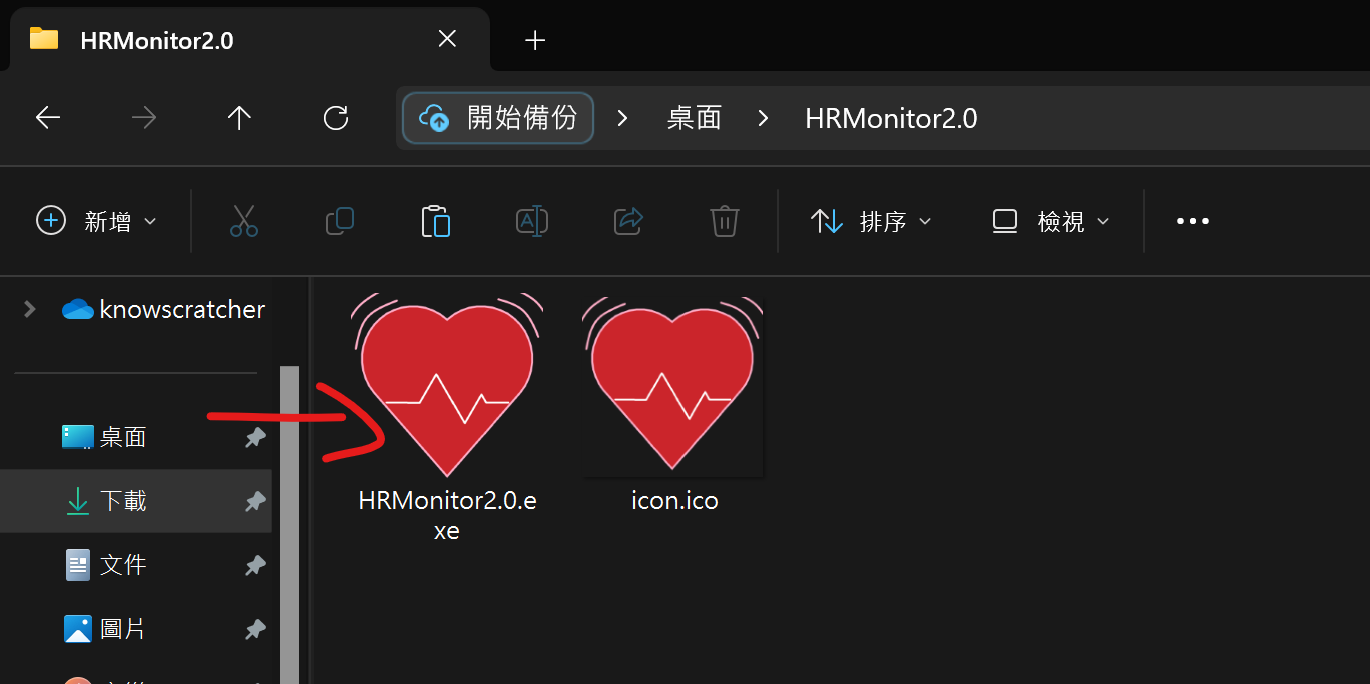 HRMonitor2.0
開始備份 桌面 HRMonitor2.0
新增 排序 檢視
knowscratcher
桌面
下載
文件
圖片
HRMonitor2.0.e
xe
icon.ico